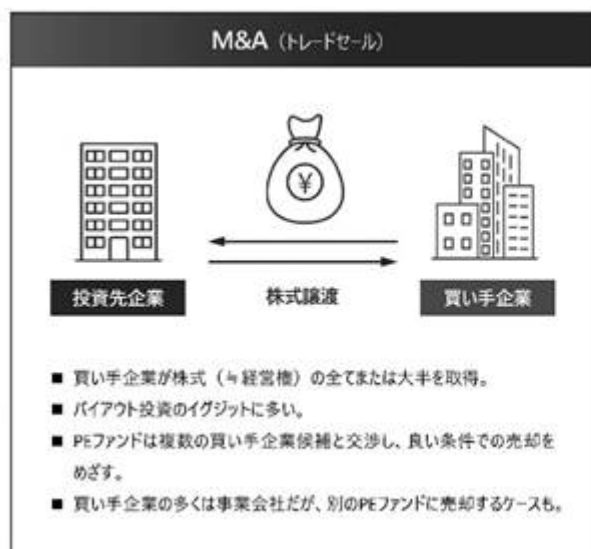 M&A（トレードセール）
¥
投資先企業
株式譲渡
買い手企業
■ 買い手企業が株式（≒経営権）の全てまたは大半を取得。
■ バイアウト投資のイグジットに多い。
■ PEファンドは複数の買い手企業候補と交渉し、良い条件での売却を
めざす。
■ 買い手企業の多くは事業会社だが、別のPEファンドに売却するケースも。